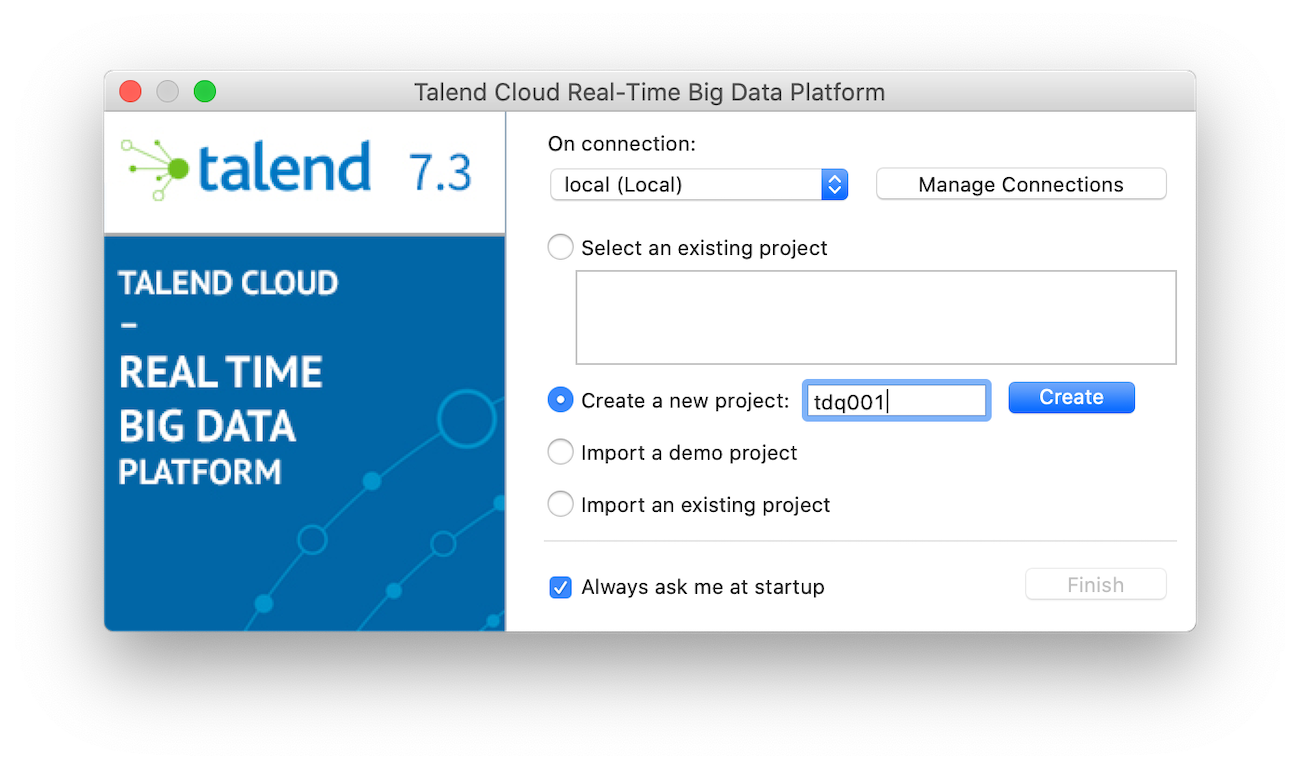 Talend Cloud Real-Time Big Data Platform
talend 7.3
TALEND CLOUD
–
REAL TIME
BIG DATA
PLATFORM
On connection:
local (Local)
Manage Connections
Select an existing project
Create a new project: tdq001 Create
Import a demo project
Import an existing project
Always ask me at startup
Finish